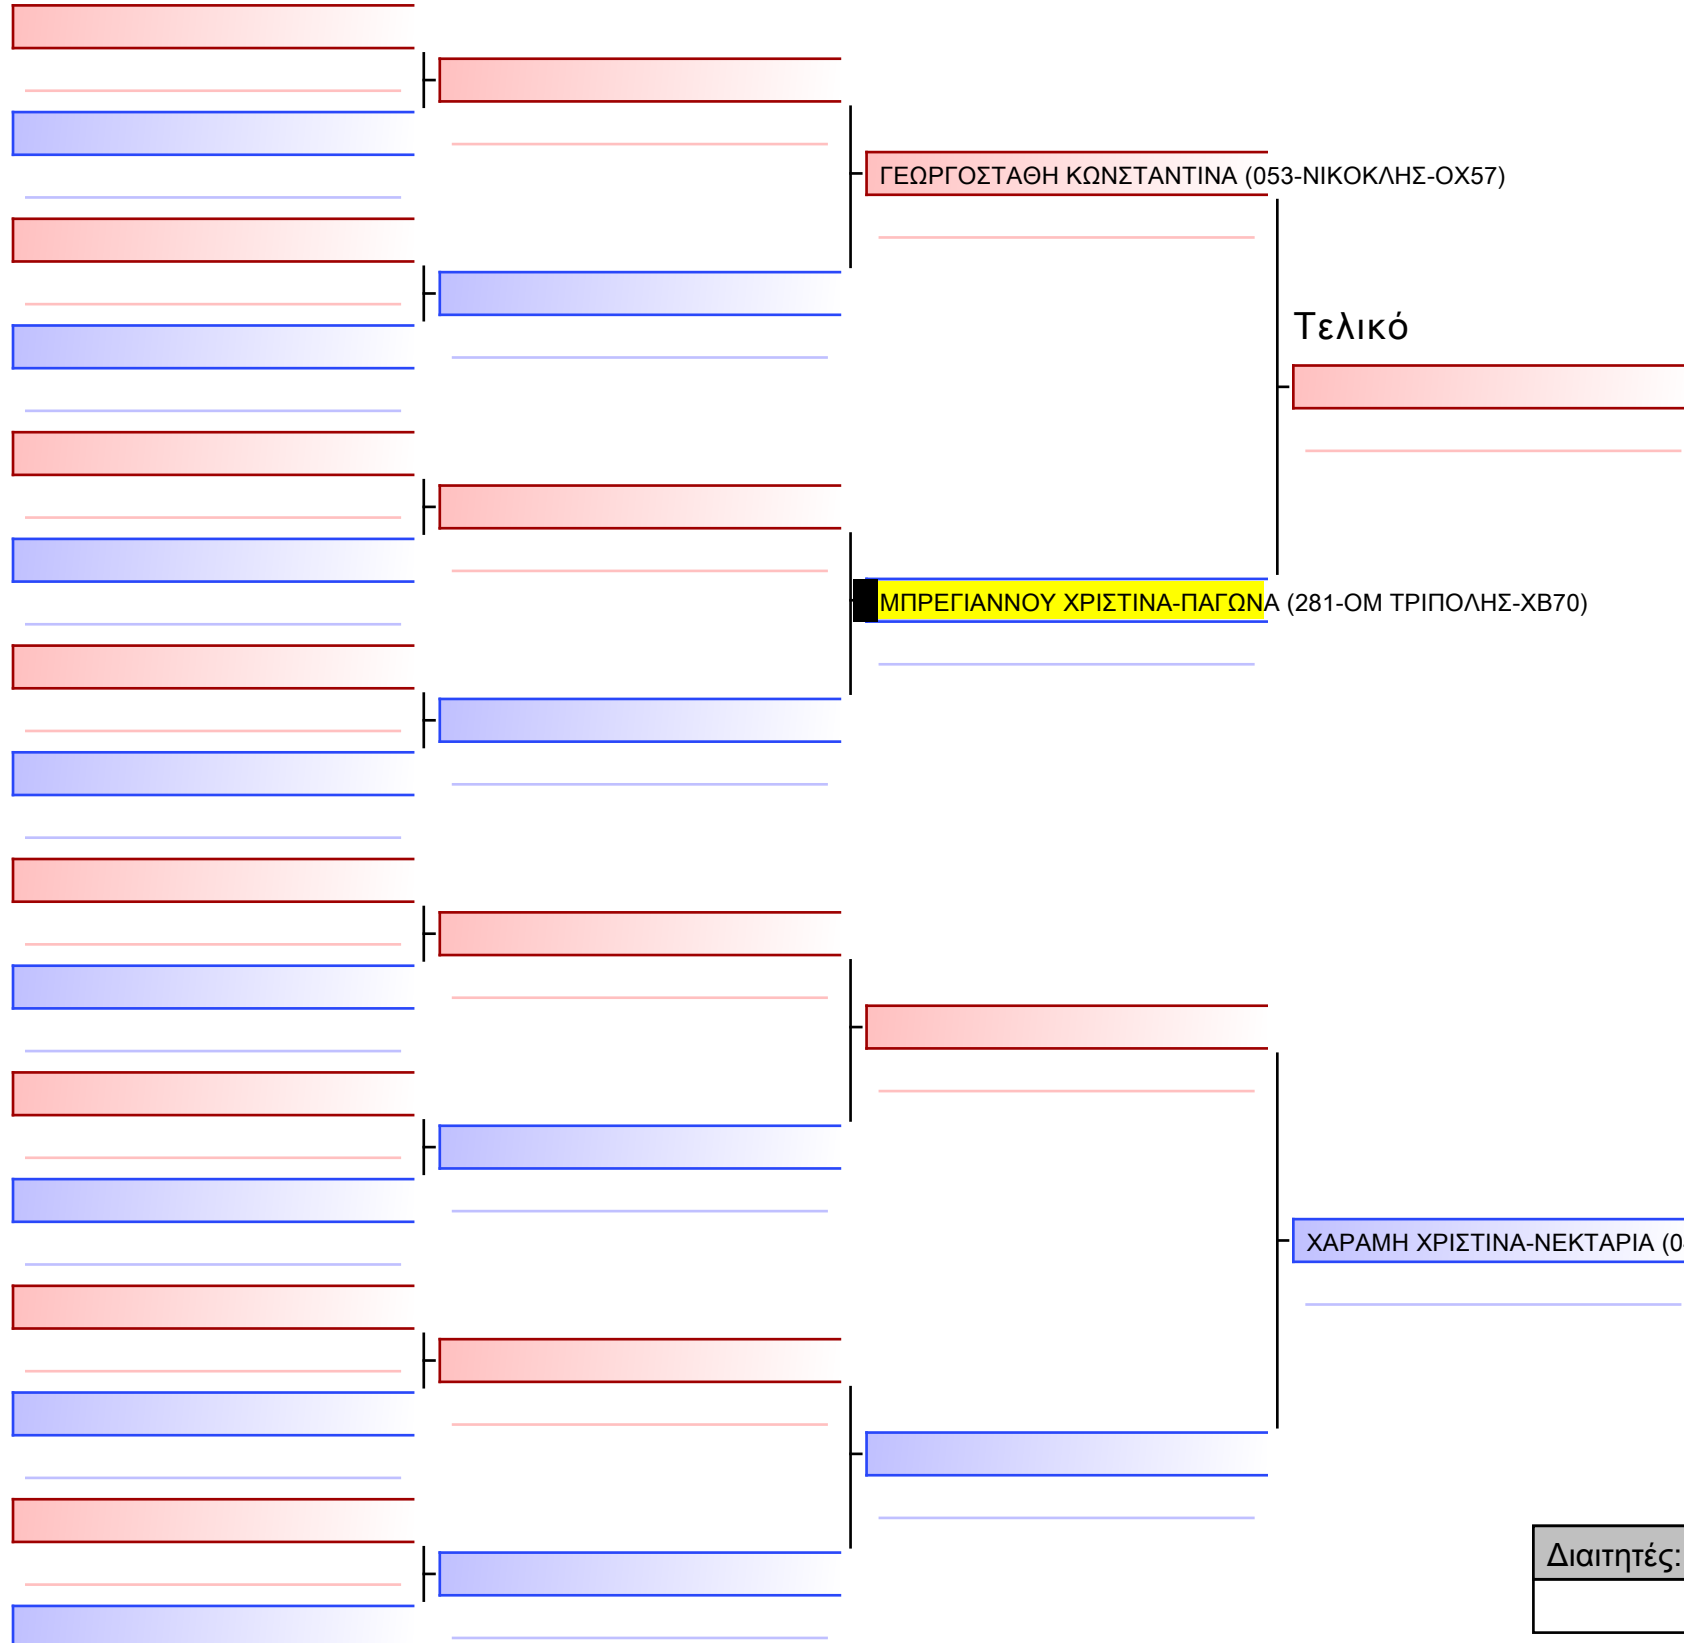 ΓΕΩΡΓΟΣΤΑΘΗ ΚΩΝΣΤΑΝΤΙΝΑ (053-ΝΙΚΟΚΛΗΣ-ΟΧ57)
Τελικό
ΜΠΡΕΓΙΑΝΝΟΥ ΧΡΙΣΤΙΝΑ-ΠΑΓΩΝΑ (281-ΟΜ ΤΡΙΠΟΛΗΣ-ΧΒ70)
ΧΑΡΑΜΗ ΧΡΙΣΤΙΝΑ-ΝΕΚΤΑΡΙΑ
Διαιτητές: